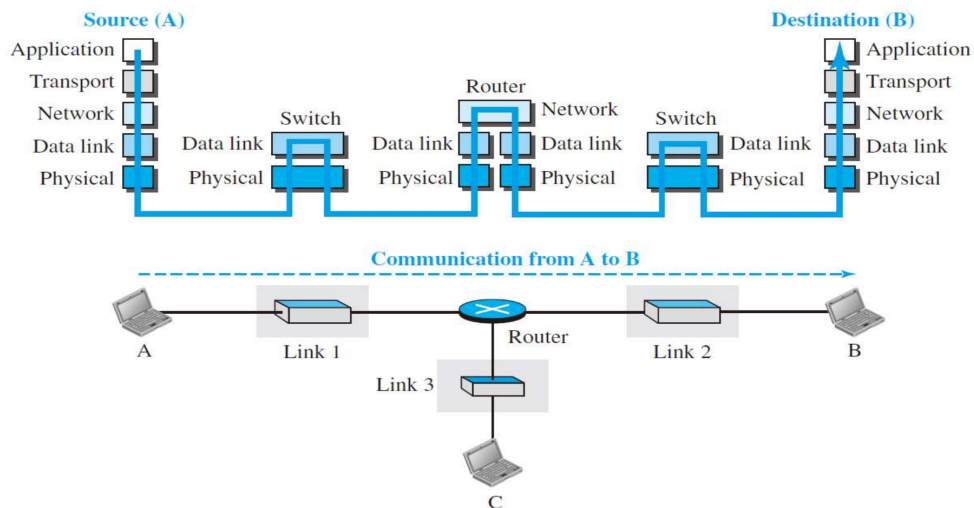 Source (A)
Destination (B)
Application
Application
Transport
Router
Transport
Network
Switch
Network
Switch
Network
Data link
Data link
Data link
Data link
Data link
Data link
Physical
Physical
Physical
Physical
Physical
Physical
Communication from A to B
A
Link 1
Router
Link 2
B
Link 3
C